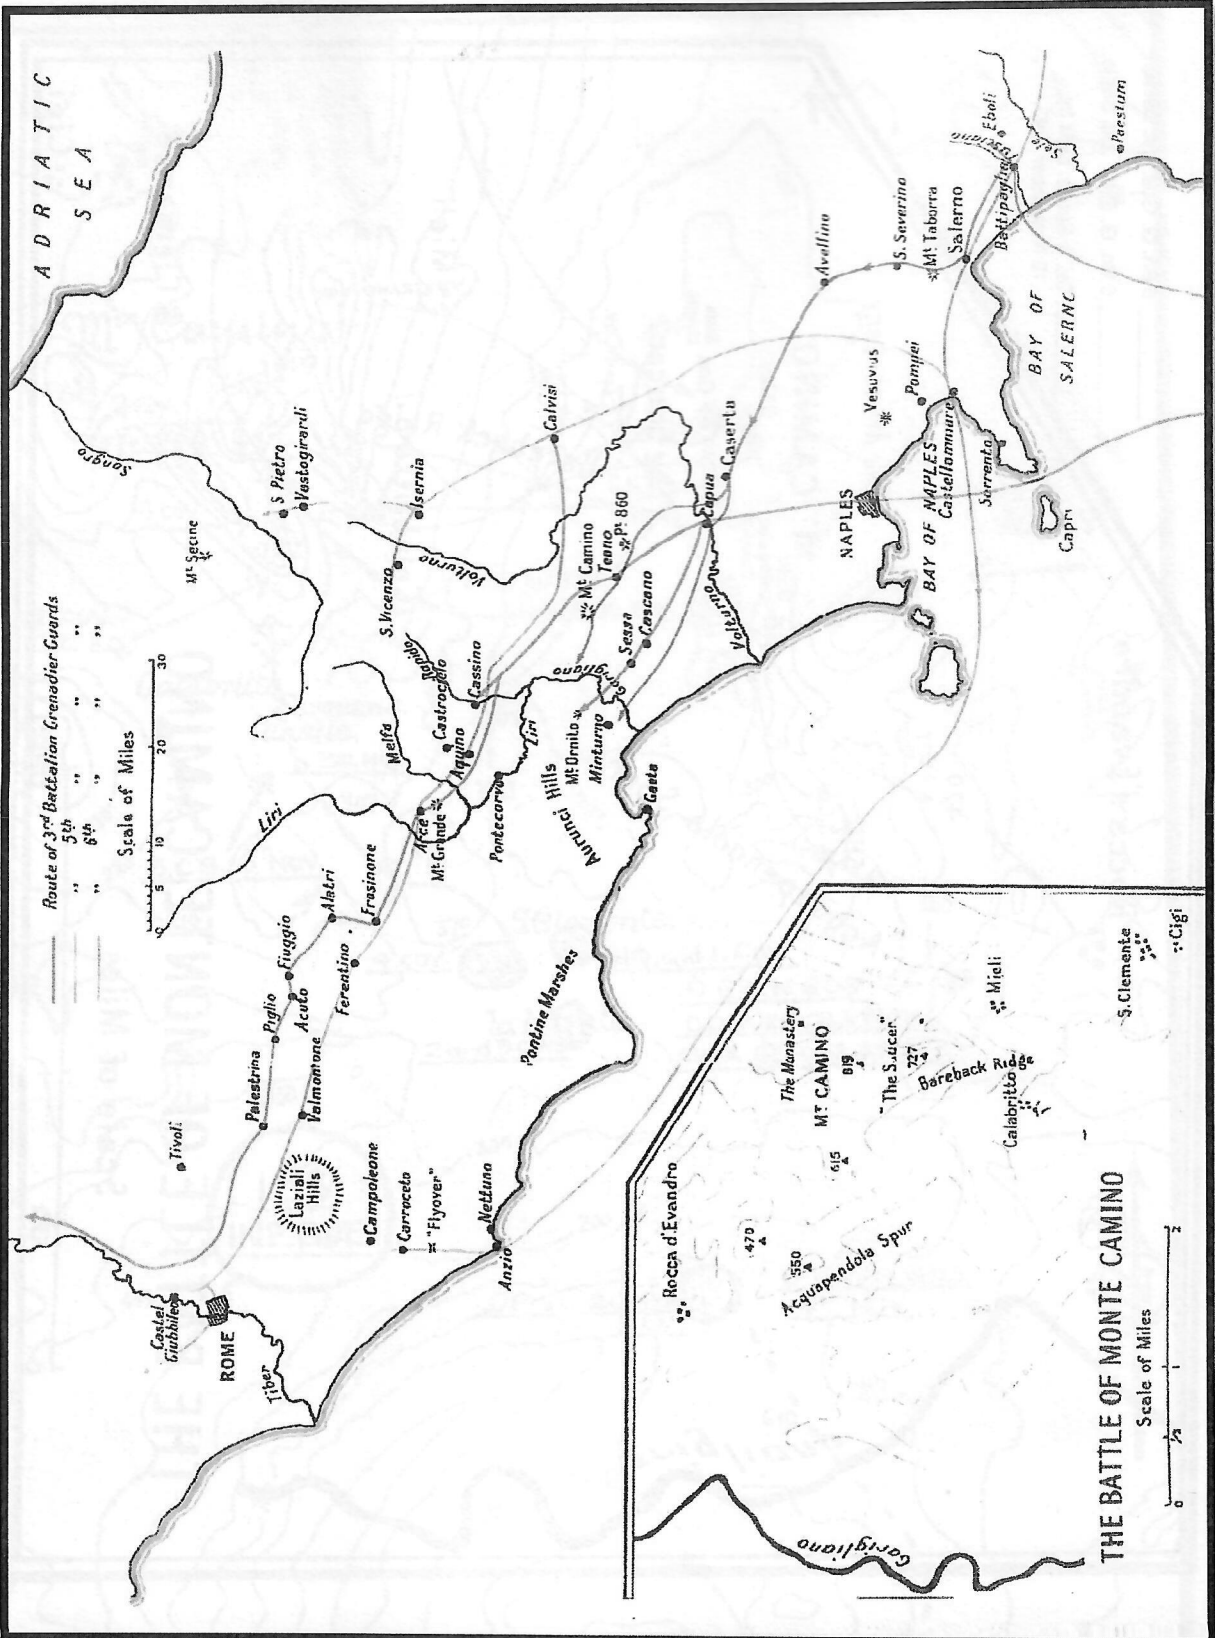 ADRIATIC
SEA
Route of 3rd Battalion Grenadier Guards
" 5th " " "
" 6th " " "
Scale of Miles
0 5 10 20 30
Sangro
S Pietro
Vastogirardi
Mt Secine
Isernia
S. Vicenzo
Volturno
Calvisi
Rapido
Cassino
Castrocielo
Aquino
Melfa
Liri
Liri
Arce
Mt Grande
Pontecorvo
Aurunci Hills
Mt Ornito
Minturno
Garigliano
Gaeta
Mt Camino
Teano
Pt 860
Sessa
Cascano
Capua
Caserta
Volturno
Avellino
S. Severino
Mt Taborra
Salerno
Battipaglia
Eboli
Sele
Paestum
Vesuvius
Pompei
NAPLES
BAY OF NAPLES
Castellammare
Sorrento
Capri
BAY OF
SALERNO
Frosinone
Alatri
Ferentino
Fiuggio
Acuto
Piglio
Palestrina
Valmontone
Tivoli
Laziali
Hills
Campoleone
Carroceto
"Flyover"
Nettuno
Anzio
Pontine Marshes
Castel
Giubbileo
ROME
Tiber
Rocca d'Evandro
The Monastery
MT CAMINO
819
"The Saucer"
727
Bareback Ridge
615
470
550
Acquapendola Spur
Mieli
Calabritto
S. Clemente
Cigi
Garigliano
THE BATTLE OF MONTE CAMINO
Scale of Miles
0 ½ 1 2